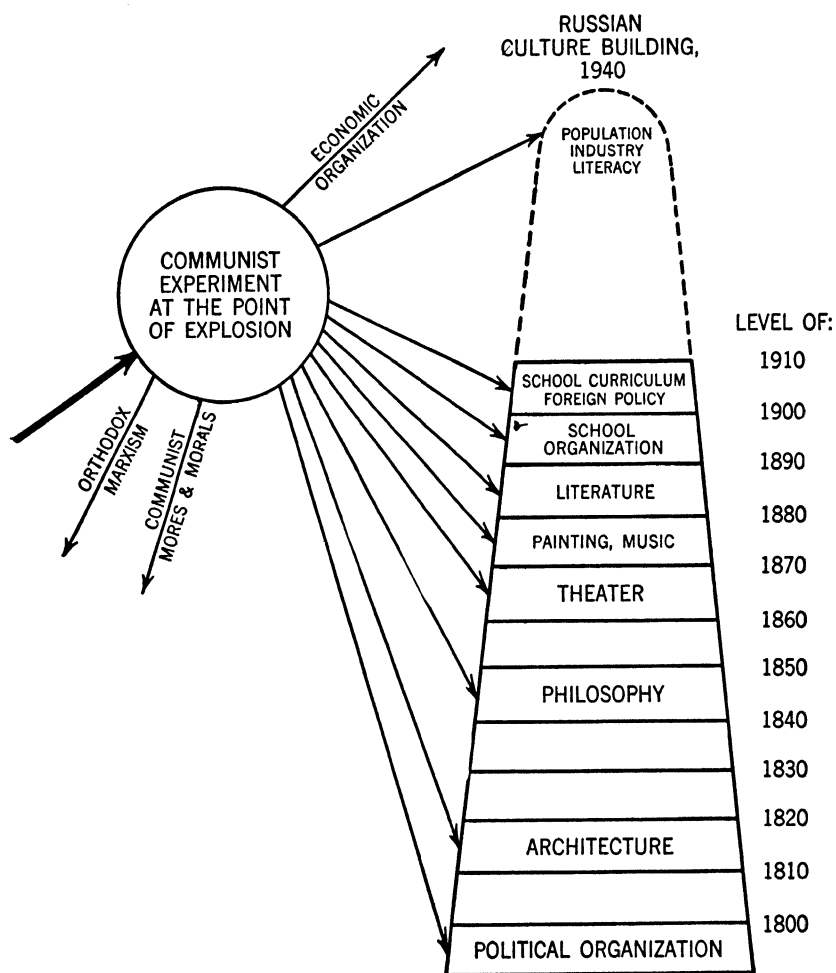 RUSSIAN
CULTURE BUILDING,
1940
POPULATION
INDUSTRY
LITERACY
ECONOMIC
ORGANIZATION
COMMUNIST
EXPERIMENT
AT THE POINT
OF EXPLOSION
ORTHODOX
MARXISM
COMMUNIST
MORES & MORALS
LEVEL OF:
1910
SCHOOL CURRICULUM
FOREIGN POLICY
1900
SCHOOL
ORGANIZATION
1890
LITERATURE
1880
PAINTING, MUSIC
1870
THEATER
1860
1850
PHILOSOPHY
1840
1830
1820
ARCHITECTURE
1810
1800
POLITICAL ORGANIZATION